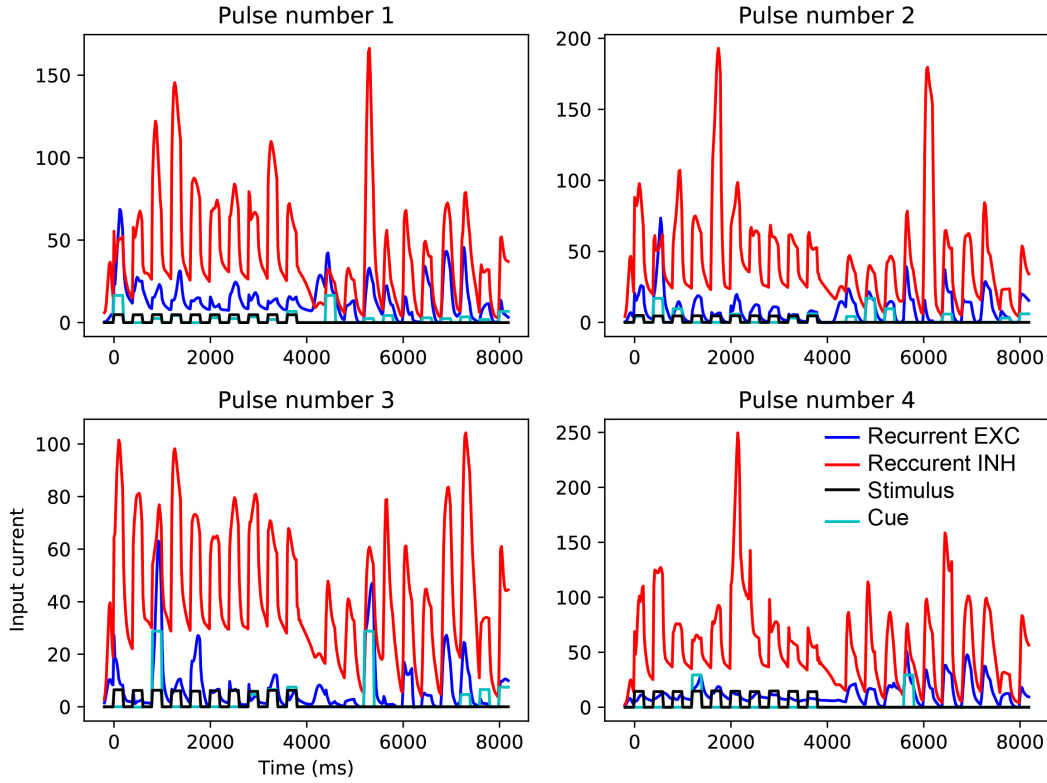 Pulse number 1
150
100
50
0
0 2000 4000 6000 8000
Pulse number 2
200
150
100
50
0
0 2000 4000 6000 8000
Pulse number 3
Input current
100
80
60
40
20
0
0 2000 4000 6000 8000
Time (ms)
Pulse number 4
250
200
150
100
50
0
0 2000 4000 6000 8000
Recurrent EXC
Reccurent INH
Stimulus
Cue